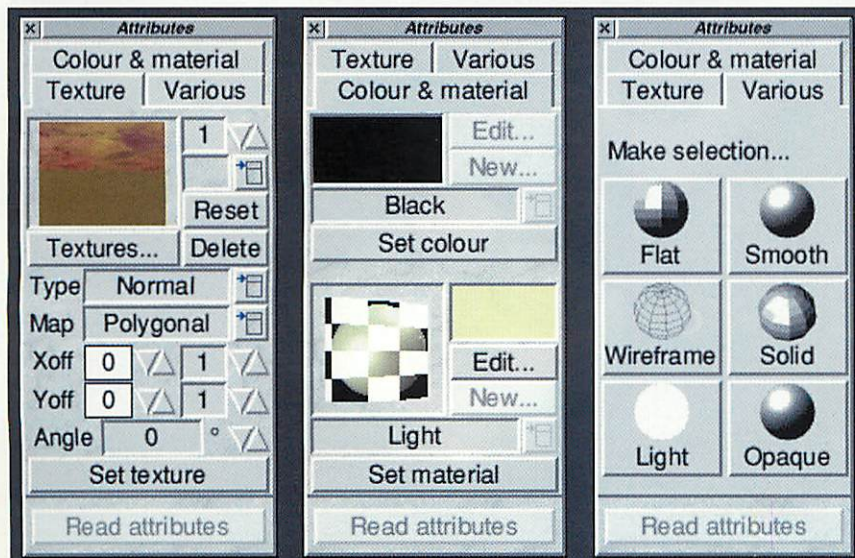 Attributes
Colour & material
Texture Various
1
Reset
Textures... Delete
Type Normal
Map Polygonal
Xoff 0 1
Yoff 0 1
Angle 0 °
Set texture
Read attributes
Attributes
Texture Various
Colour & material
Edit...
New...
Black
Set colour
Edit...
New...
Light
Set material
Read attributes
Attributes
Colour & material
Texture Various
Make selection...
Flat Smooth
Wireframe Solid
Light Opaque
Read attributes